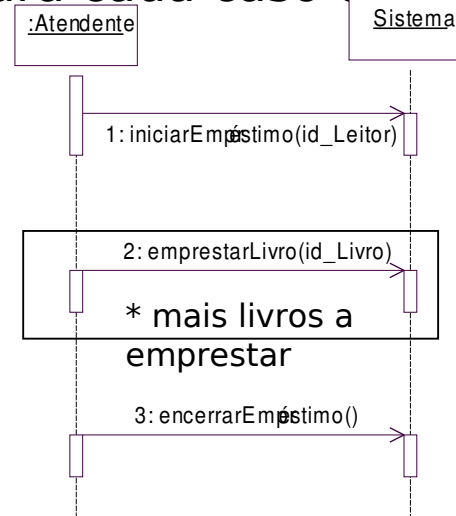 :Atendente
Sistema
1: iniciarEmpréstimo(id_Leitor)
2: emprestarLivro(id_Livro)
* mais livros a
emprestar
3: encerrarEmpréstimo()